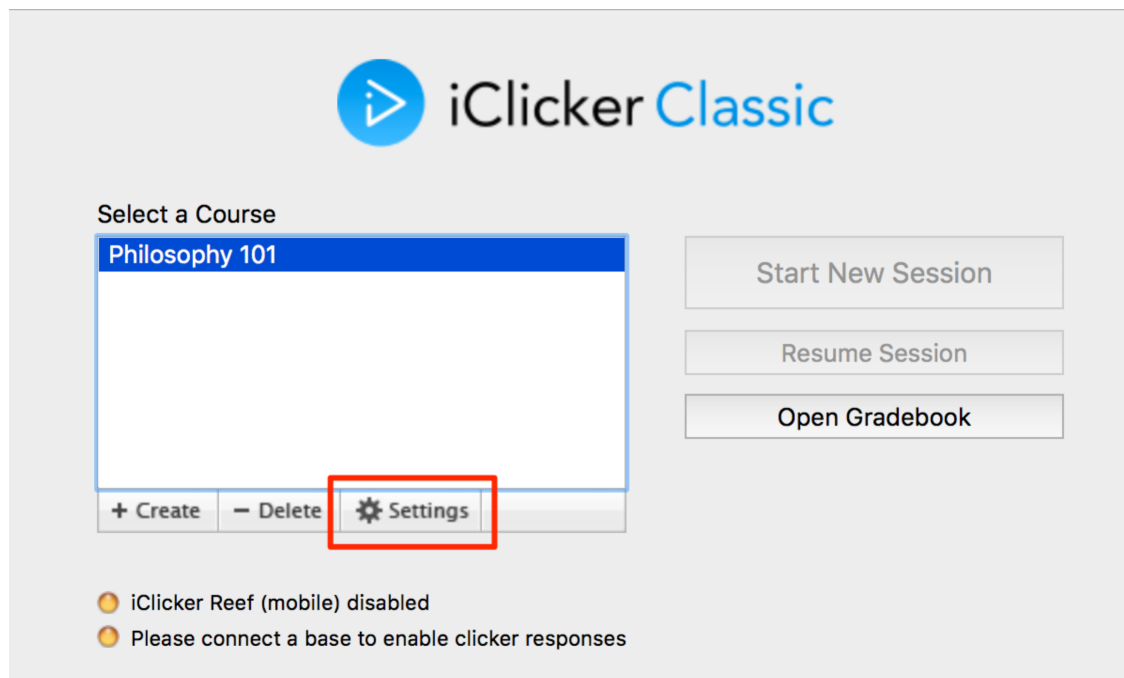 iClicker Classic
Select a Course
Philosophy 101
Start New Session
Resume Session
Open Gradebook
+ Create − Delete Settings
iClicker Reef (mobile) disabled
Please connect a base to enable clicker responses